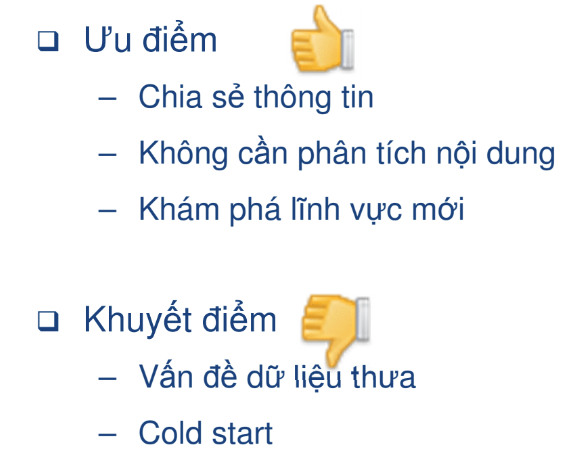 Ưu điểm
– Chia sẻ thông tin
– Không cần phân tích nội dung
– Khám phá lĩnh vực mới
Khuyết điểm
– Vấn đề dữ liệu thưa
– Cold start